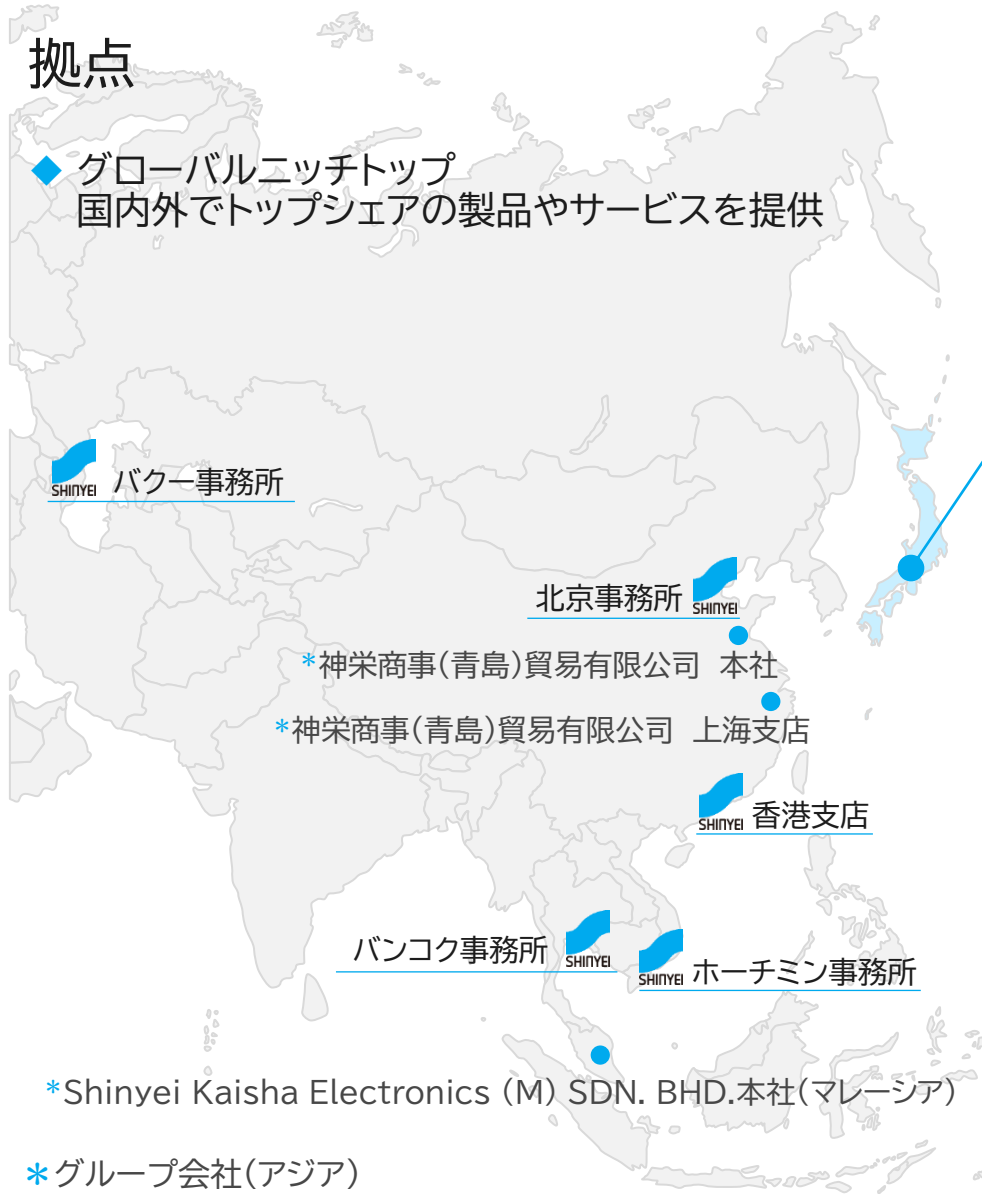 拠点
◆ グローバルニッチトップ
国内外でトップシェアの製品やサービスを提供
SHINYEI バクー事務所
北京事務所 SHINYEI
*神栄商事(青島)貿易有限公司 本社
*神栄商事(青島)貿易有限公司 上海支店
SHINYEI 香港支店
バンコク事務所 SHINYEI
SHINYEI ホーチミン事務所
*Shinyei Kaisha Electronics (M) SDN. BHD.本社(マレーシア)
*グループ会社(アジア)